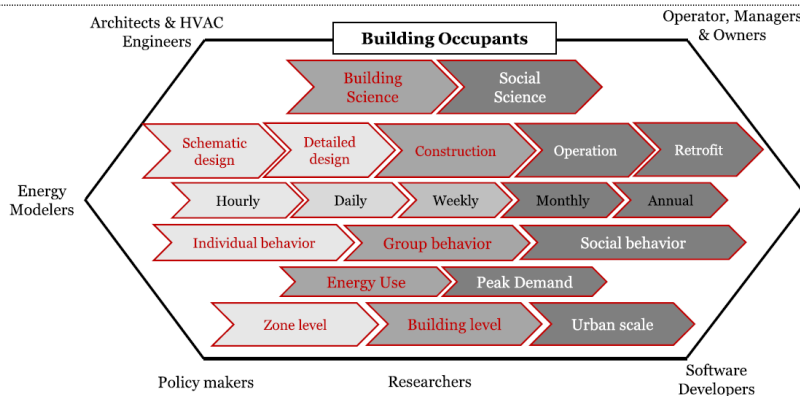 Architects & HVAC
Engineers
Building Occupants
Operator, Managers
& Owners
Building
Science
Social
Science
Schematic
design
Detailed
design
Construction
Operation
Retrofit
Energy
Modelers
Hourly
Daily
Weekly
Monthly
Annual
Individual behavior
Group behavior
Social behavior
Energy Use
Peak Demand
Zone level
Building level
Urban scale
Policy makers
Researchers
Software
Developers